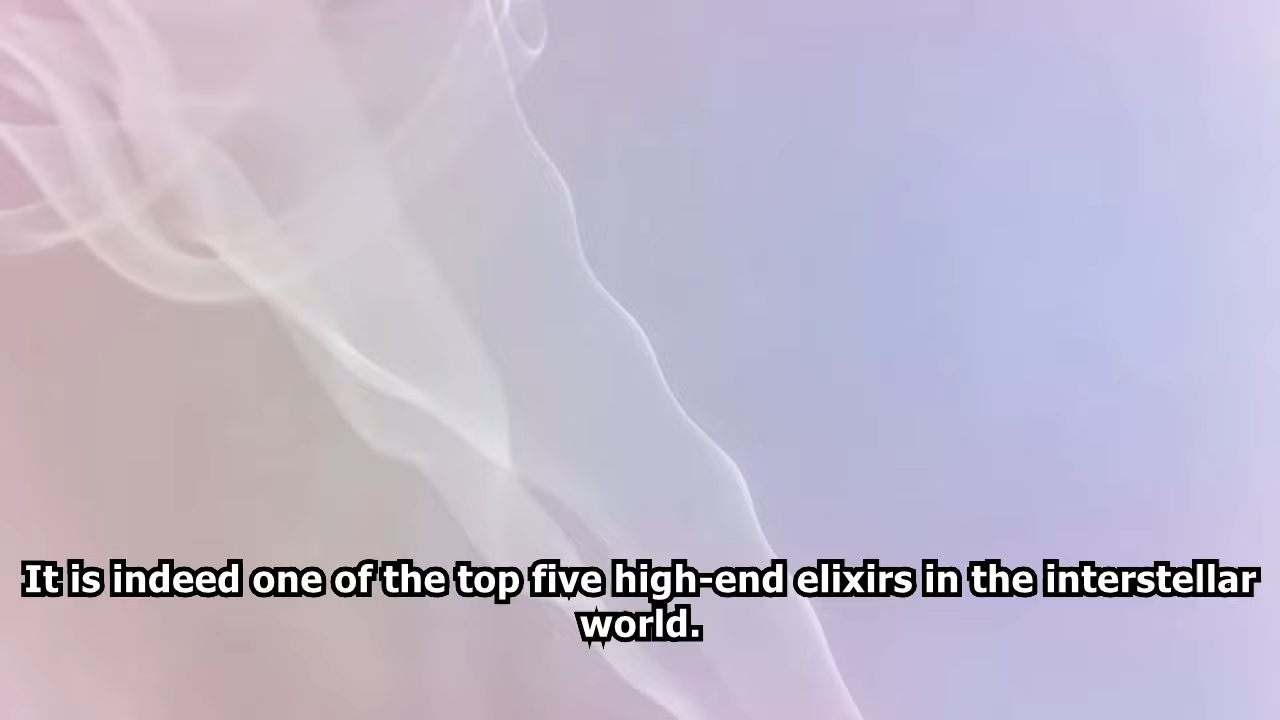 It is indeed one of the top five high-end elixirs in the interstellar
world.